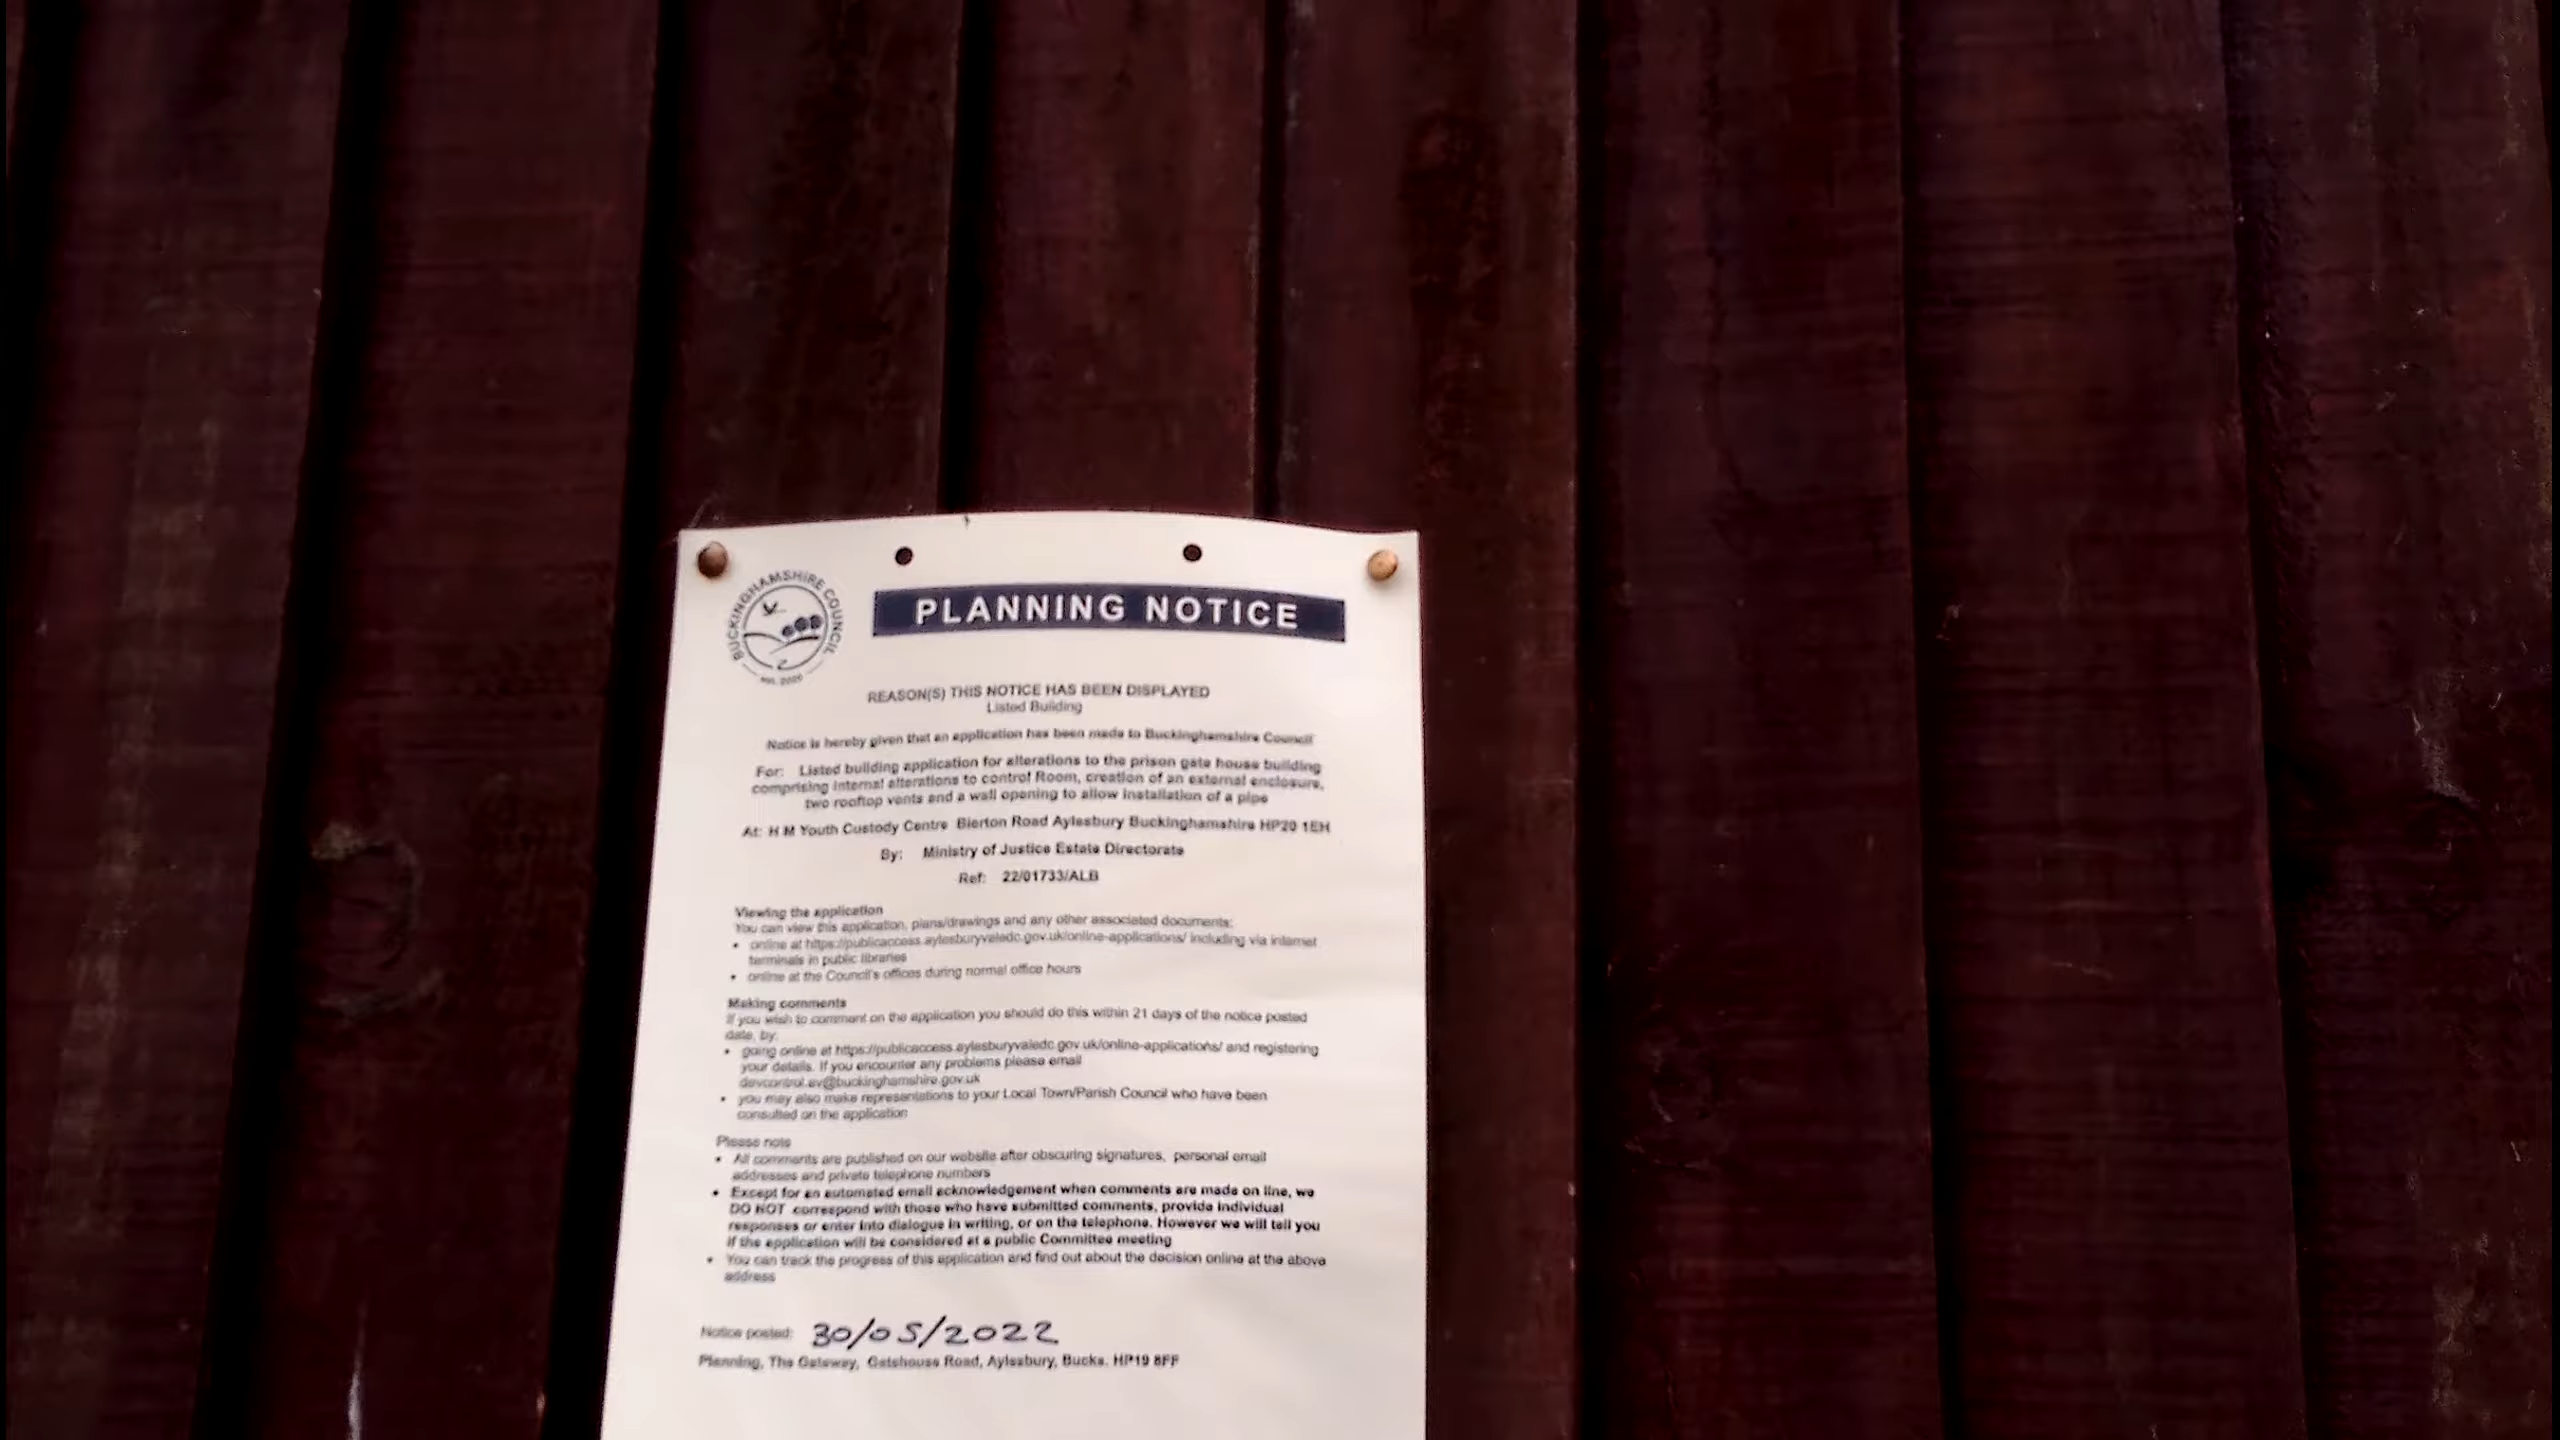 BUCKINGHAMSHIRE COUNCIL
est. 2020
PLANNING NOTICE
REASON(S) THIS NOTICE HAS BEEN DISPLAYED
Listed Building
Notice is hereby given that an application has been made to Buckinghamshire Council
For: Listed building application for alterations to the prison gate house building
comprising internal alterations to control Room, creation of an external enclosure,
two rooftop vents and a wall opening to allow installation of a pipe
At: H M Youth Custody Centre Bierton Road Aylesbury Buckinghamshire HP20 1EH
By: Ministry of Justice Estate Directorate
Ref: 22/01733/ALB
Viewing the application
You can view this application, plans/drawings and any other associated documents:
• online at https://publicaccess.aylesburyvaledc.gov.uk/online-applications/ including via internet
terminals in public libraries
• online at the Council's offices during normal office hours
Making comments
If you wish to comment on the application you should do this within 21 days of the notice posted
date, by:
• going online at https://publicaccess.aylesburyvaledc.gov.uk/online-applications/ and registering
your details. If you encounter any problems please email
devcontrol.av@buckinghamshire.gov.uk
• you may also make representations to your Local Town/Parish Council who have been
consulted on the application
Please note
• All comments are published on our website after obscuring signatures, personal email
addresses and private telephone numbers
• Except for an automated email acknowledgement when comments are made on line, we
DO NOT correspond with those who have submitted comments, provide individual
responses or enter into dialogue in writing, or on the telephone. However we will tell you
if the application will be considered at a public Committee meeting
• You can track the progress of this application and find out about the decision online at the above
address
Notice posted: 30/05/2022
Planning, The Gateway, Gatehouse Road, Aylesbury, Bucks. HP19 8FF